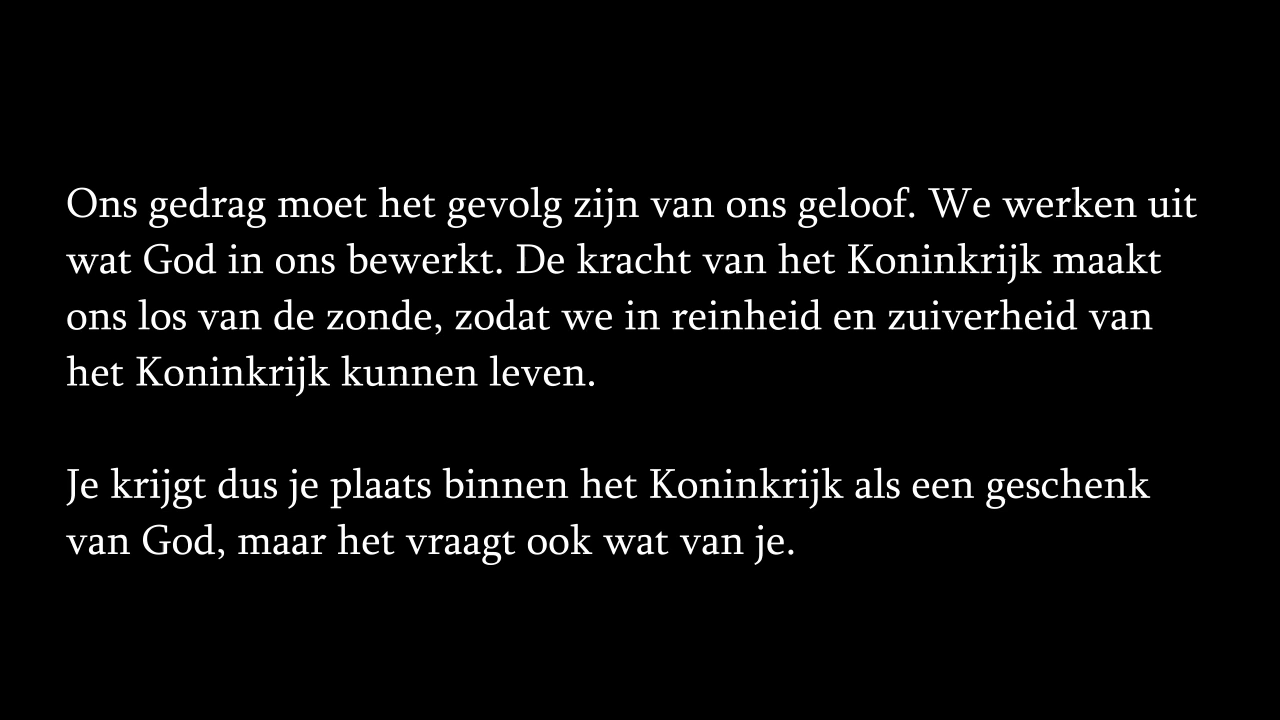 Ons gedrag moet het gevolg zijn van ons geloof. We werken uit
wat God in ons bewerkt. De kracht van het Koninkrijk maakt
ons los van de zonde, zodat we in reinheid en zuiverheid van
het Koninkrijk kunnen leven.
Je krijgt dus je plaats binnen het Koninkrijk als een geschenk
van God, maar het vraagt ook wat van je.